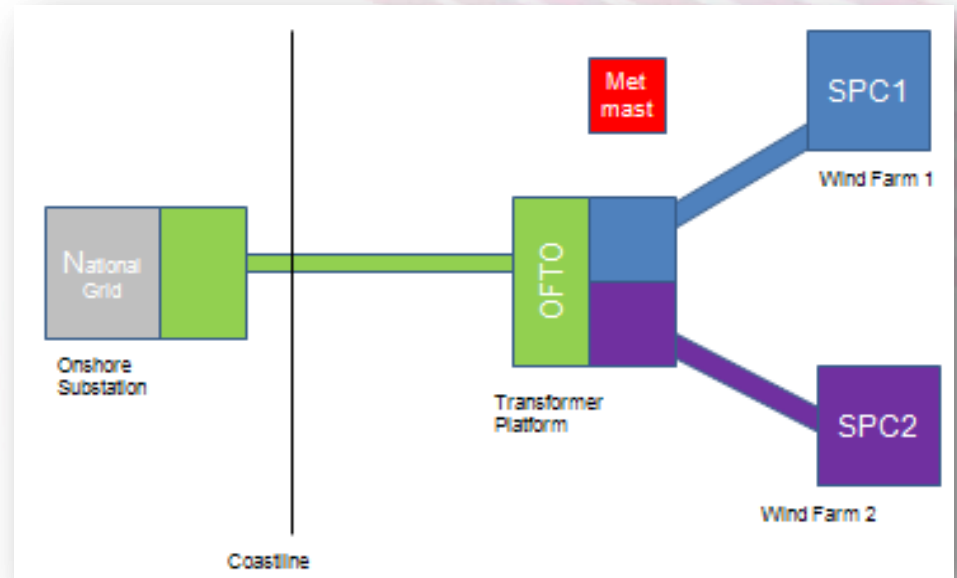 Met
mast
SPC1
Wind Farm 1
National
Grid
OFTO
Onshore
Substation
Transformer
Platform
SPC2
Wind Farm 2
Coastline